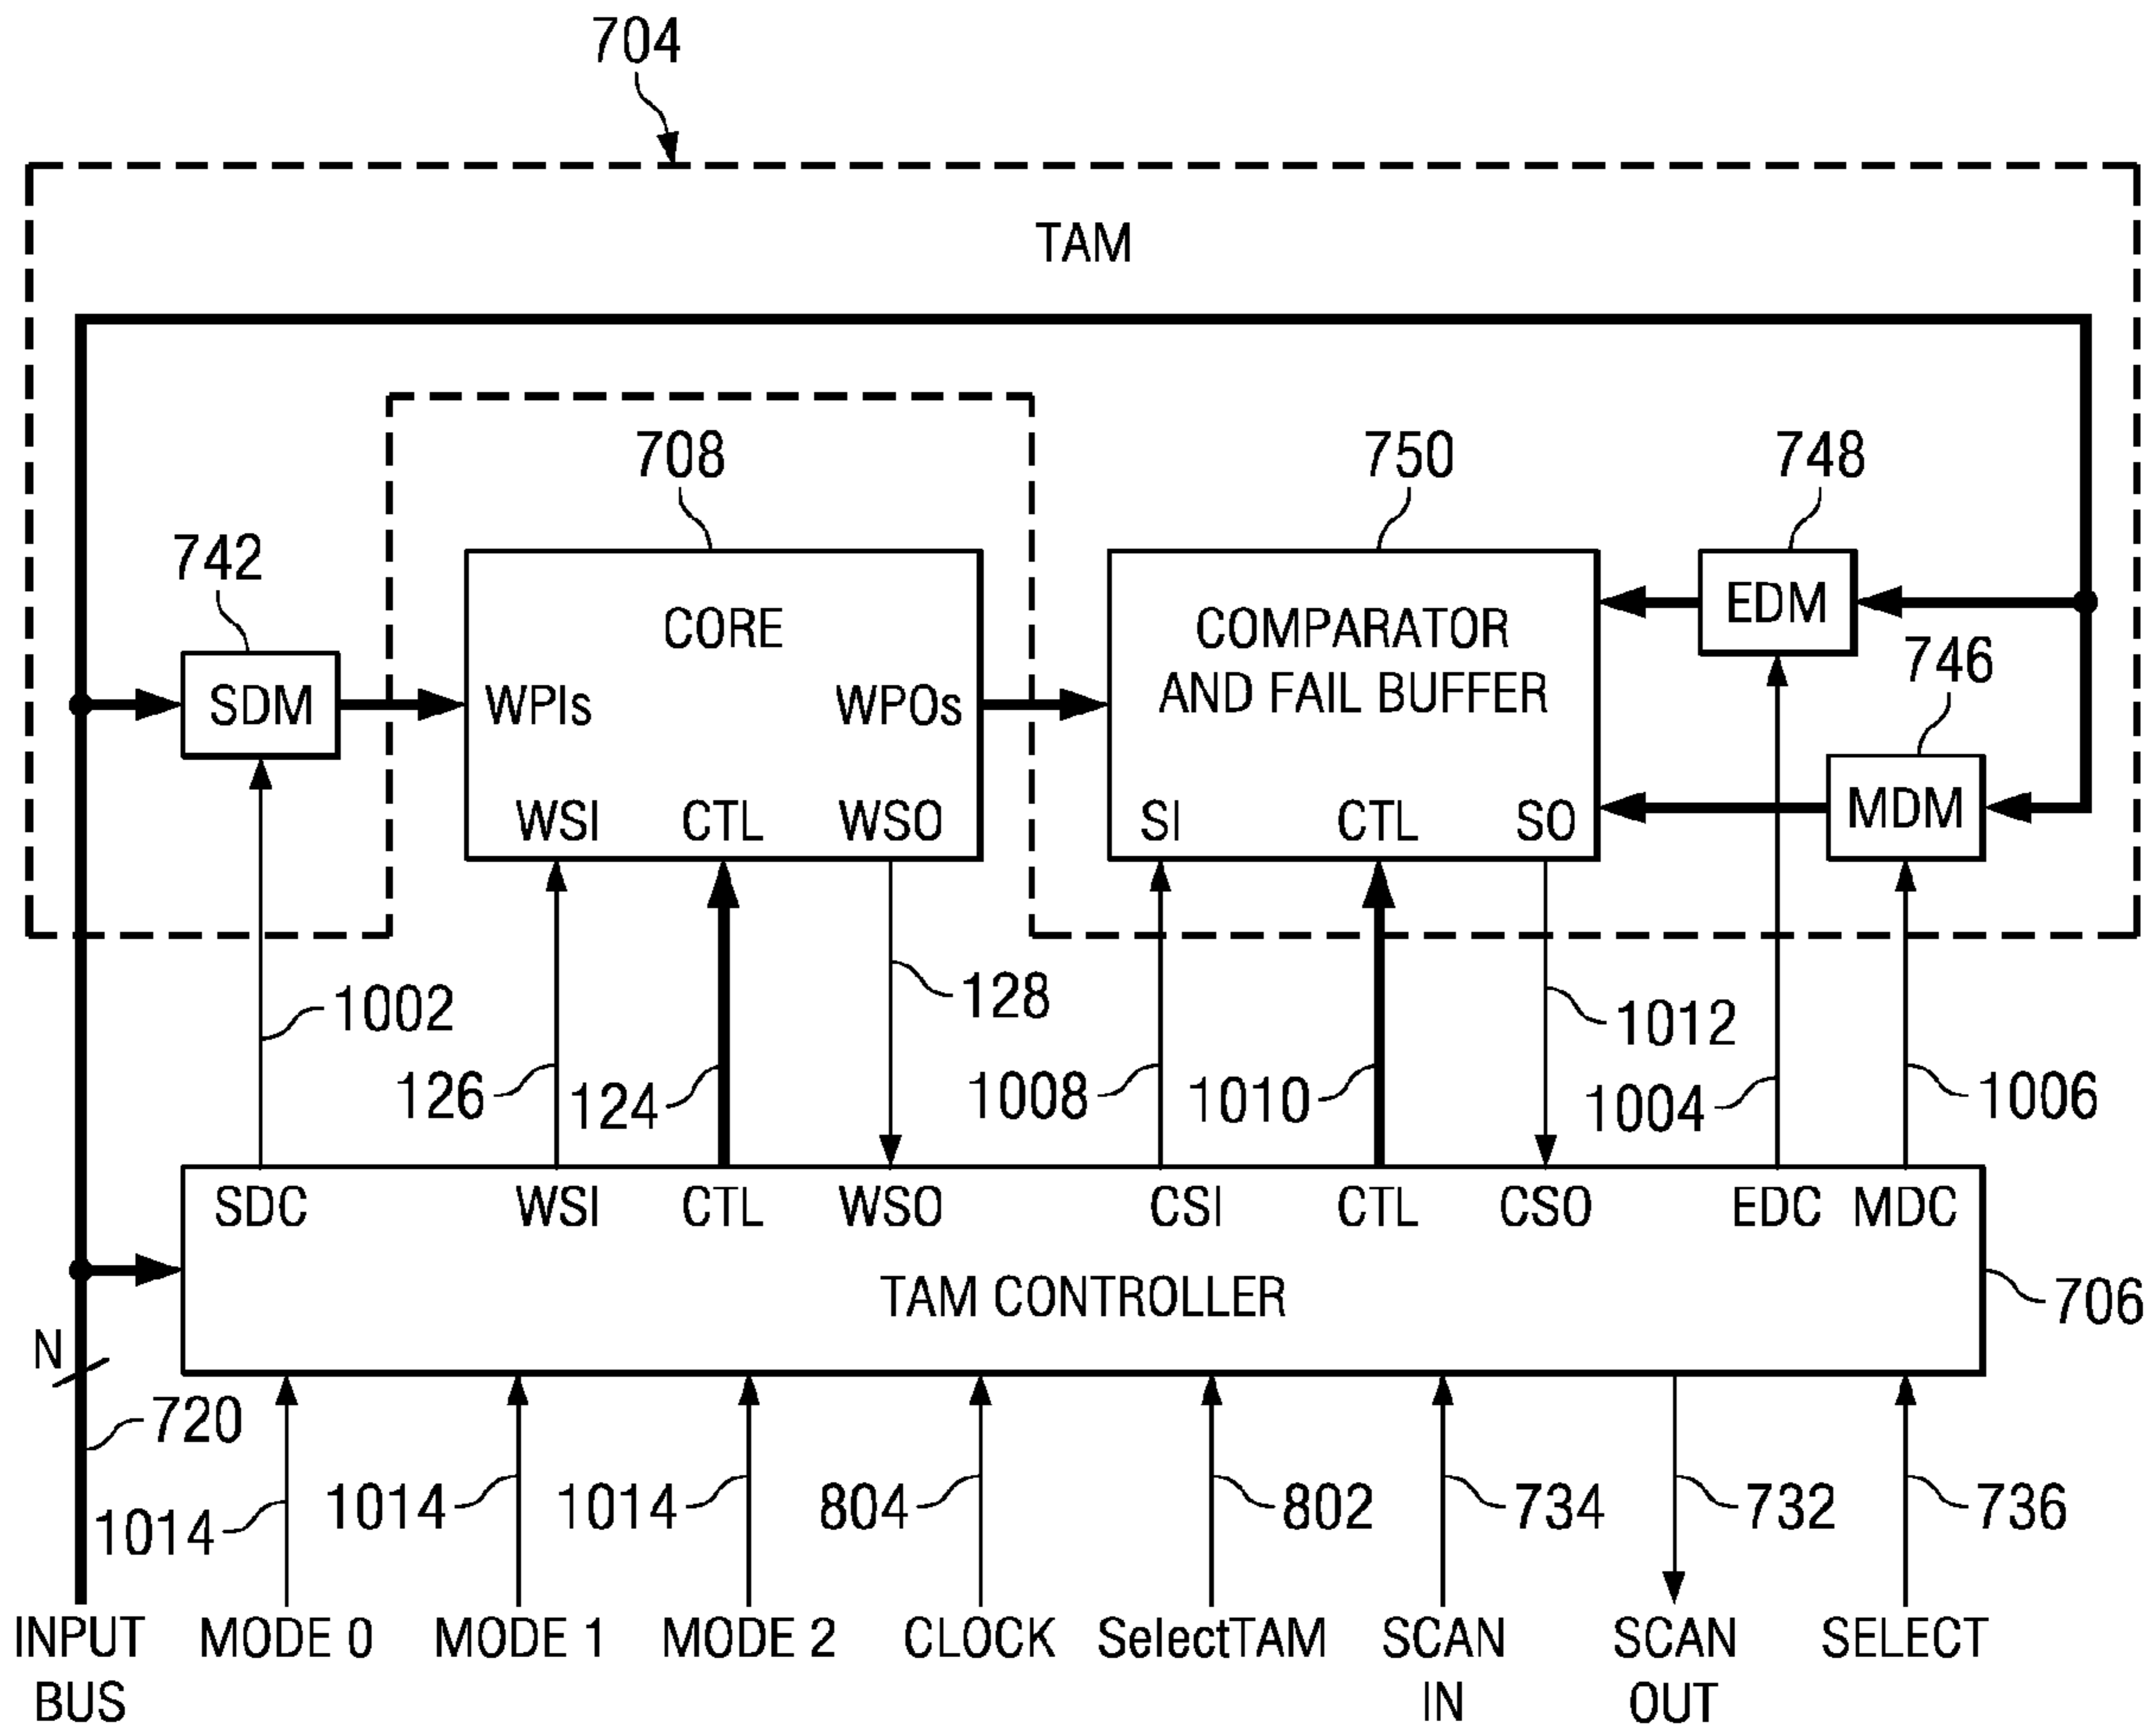 704
TAM
708
750
748
742
CORE
COMPARATOR
AND FAIL BUFFER
EDM
746
SDM
WPIs
WPOs
MDM
WSI
CTL
WSO
SI
CTL
SO
1002
128
1012
126
124
1008
1010
1004
1006
SDC
WSI
CTL
WSO
CSI
CTL
CSO
EDC
MDC
TAM CONTROLLER
706
N
720
1014
1014
1014
804
802
734
732
736
INPUT
BUS
MODE 0
MODE 1
MODE 2
CLOCK
SelectTAM
SCAN
IN
SCAN
OUT
SELECT